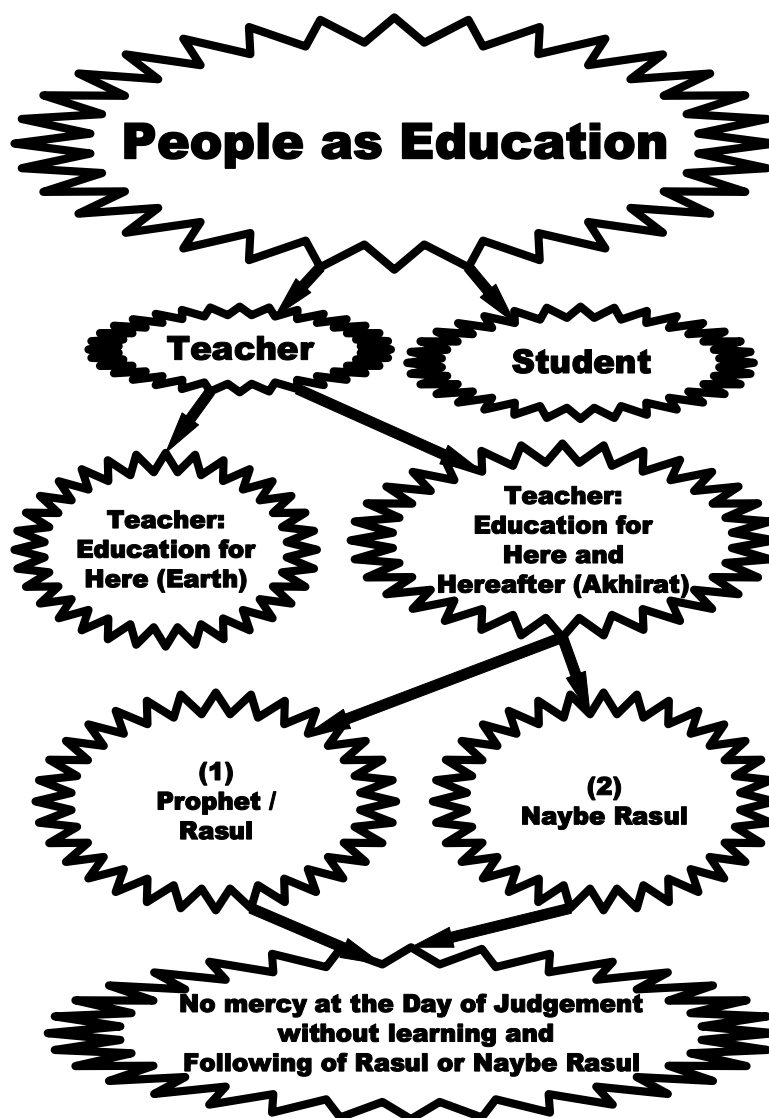 People as Education
Teacher
Student
Teacher:
Education for
Here (Earth)
Teacher:
Education for
Here and
Hereafter (Akhirat)
(1)
Prophet /
Rasul
(2)
Naybe Rasul
No mercy at the Day of Judgement
without learning and
Following of Rasul or Naybe Rasul